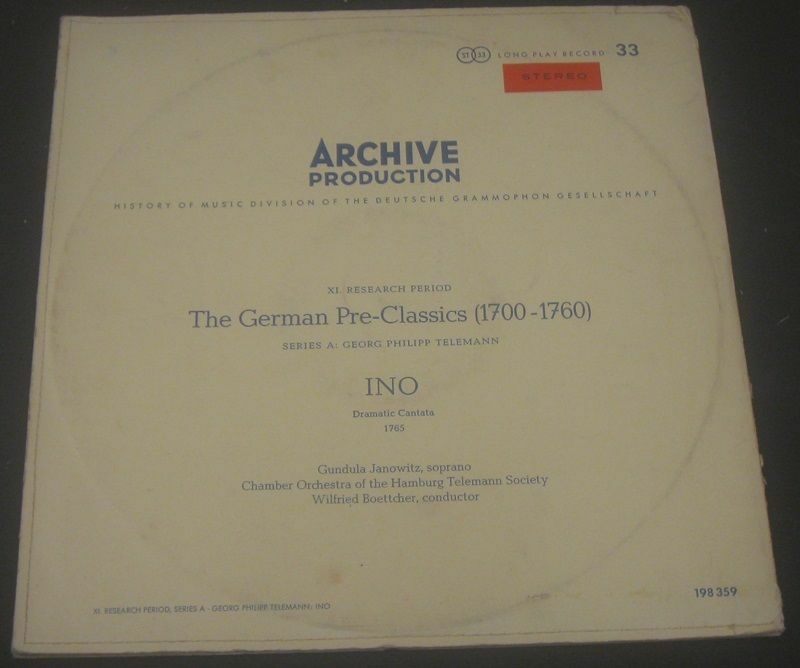 ST 33 LONG PLAY RECORD 33
STEREO
ARCHIVE
PRODUCTION
HISTORY OF MUSIC DIVISION OF THE DEUTSCHE GRAMMOPHON GESELLSCHAFT
XI. RESEARCH PERIOD
The German Pre-Classics (1700-1760)
SERIES A: GEORG PHILIPP TELEMANN
INO
Dramatic Cantata
1765
Gundula Janowitz, soprano
Chamber Orchestra of the Hamburg Telemann Society
Wilfried Boettcher, conductor
XI. RESEARCH PERIOD, SERIES A - GEORG PHILIPP TELEMANN: INO
198 359